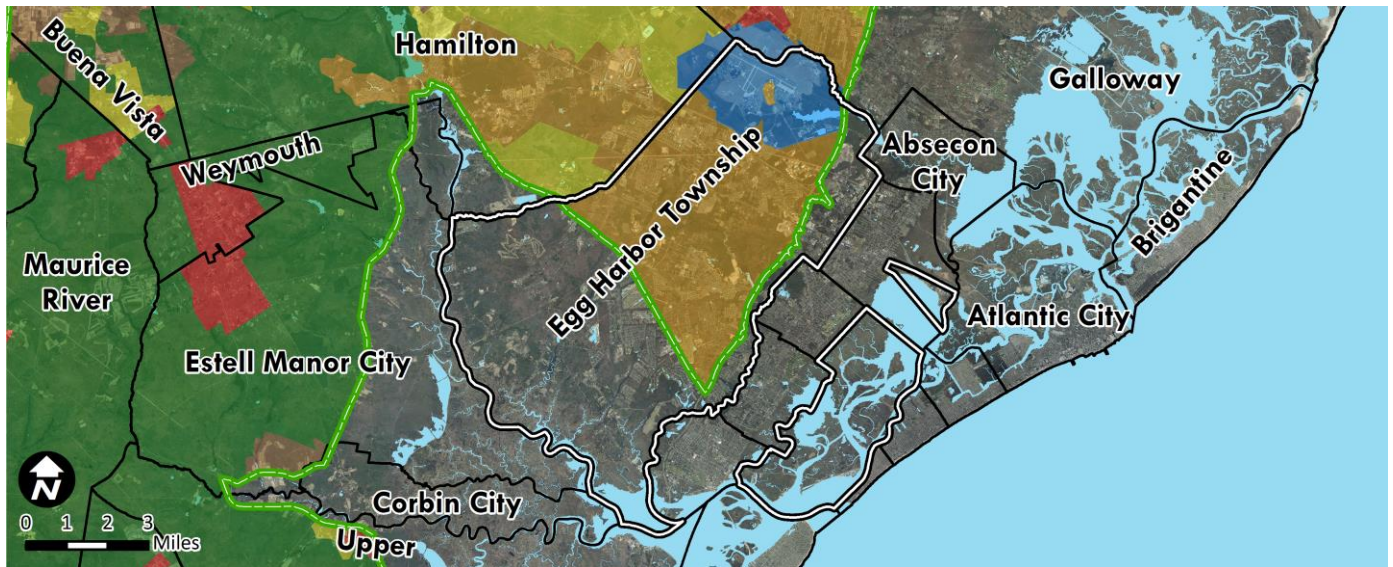 Hamilton
Buena Vista
Galloway
Weymouth
Absecon
City
Egg Harbor Township
Brigantine
Maurice
River
Atlantic City
Estell Manor City
Corbin City
Upper
N
0 1 2 3
Miles